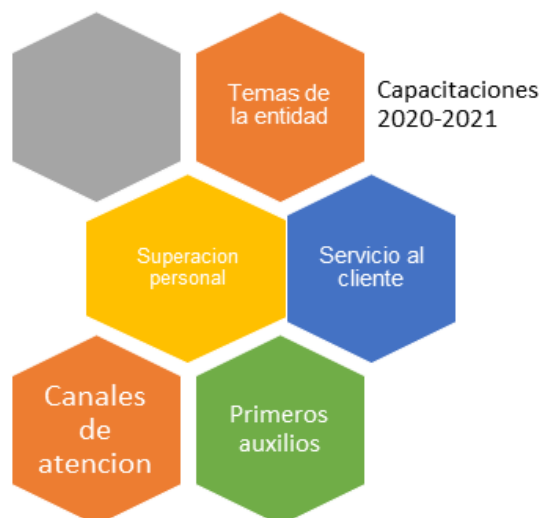 Temas de
la entidad
Capacitaciones
2020-2021
Superacion
personal
Servicio al
cliente
Canales
de
atencion
Primeros
auxilios